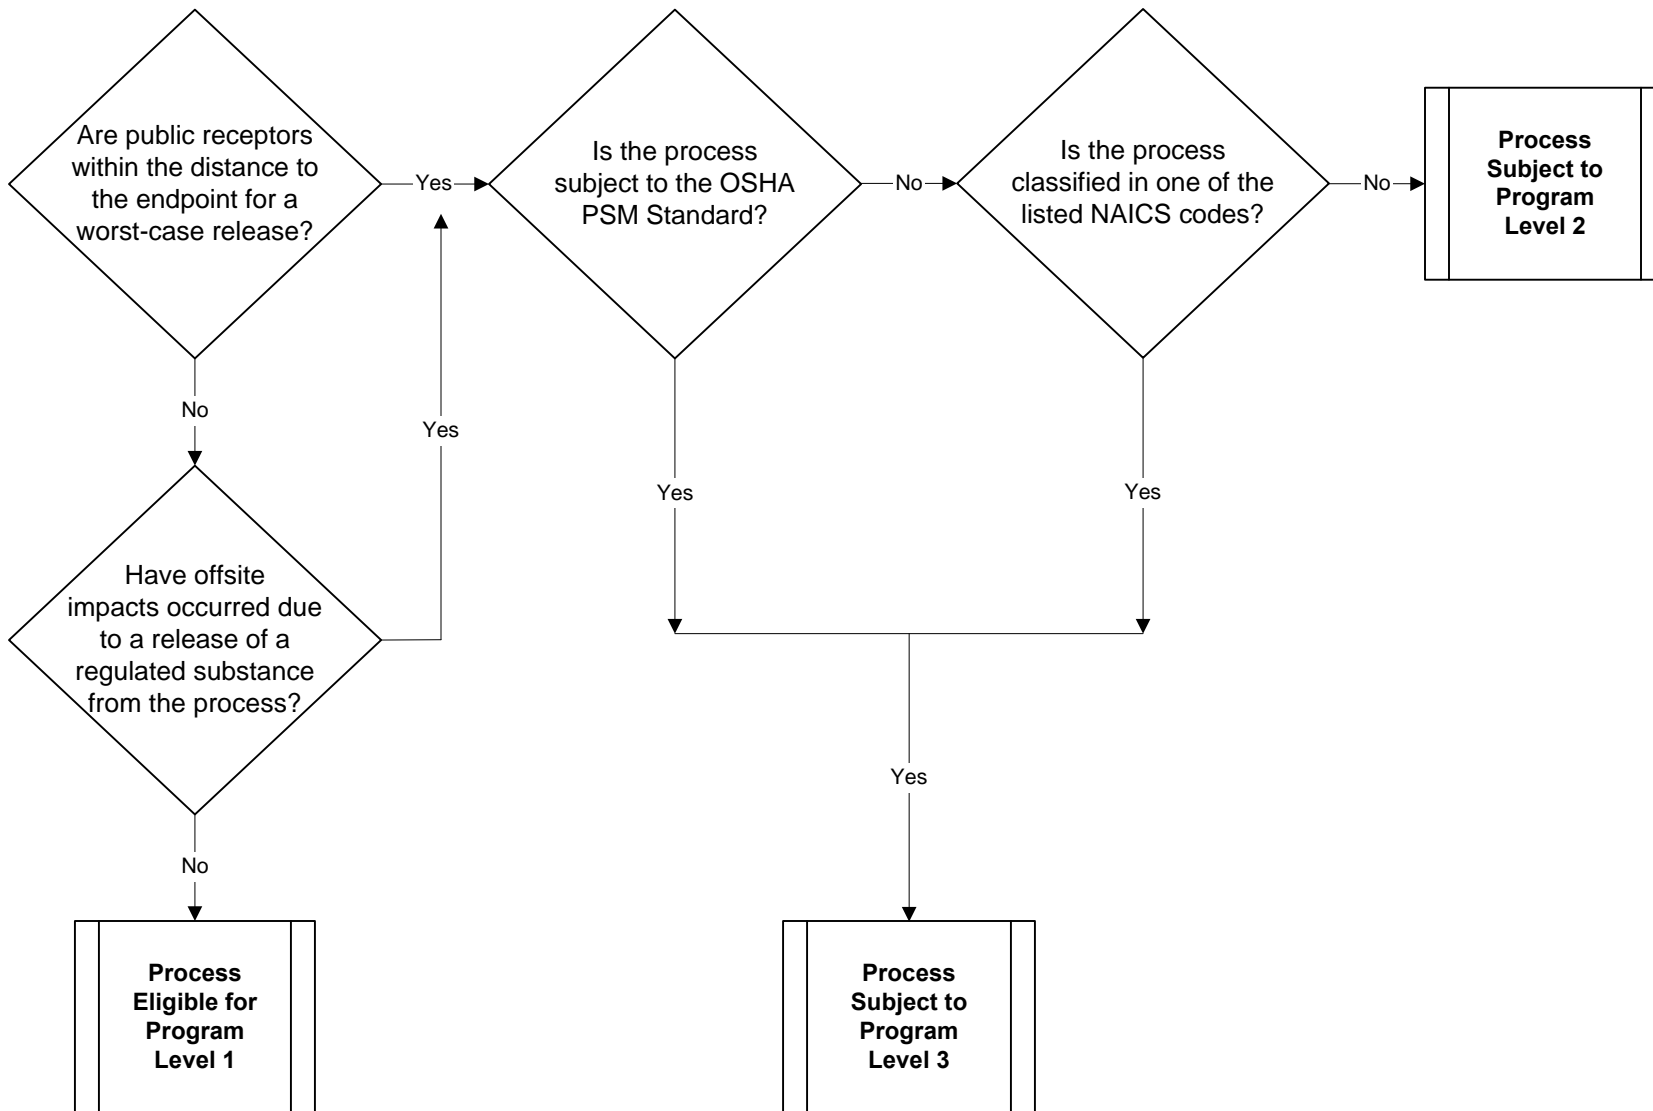 Are public receptors
within the distance to
the endpoint for a
worst-case release?
Yes
Is the process
subject to the OSHA
PSM Standard?
No
Is the process
classified in one of the
listed NAICS codes?
No
Process
Subject to
Program
Level 2
No
Yes
Yes
Yes
Have offsite
impacts occurred due
to a release of a
regulated substance
from the process?
Yes
No
Process
Eligible for
Program
Level 1
Process
Subject to
Program
Level 3